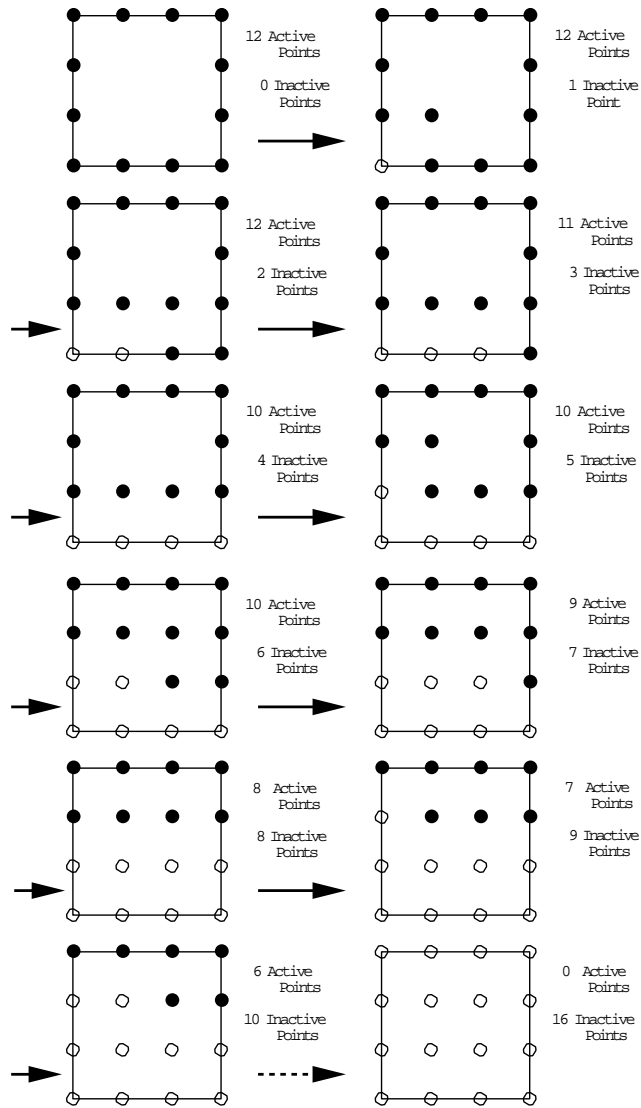 12 Active
Points
0 Inactive
Points
12 Active
Points
1 Inactive
Point
12 Active
Points
2 Inactive
Points
11 Active
Points
3 Inactive
Points
10 Active
Points
4 Inactive
Points
10 Active
Points
5 Inactive
Points
10 Active
Points
6 Inactive
Points
9 Active
Points
7 Inactive
Points
8 Active
Points
8 Inactive
Points
7 Active
Points
9 Inactive
Points
6 Active
Points
10 Inactive
Points
0 Active
Points
16 Inactive
Points